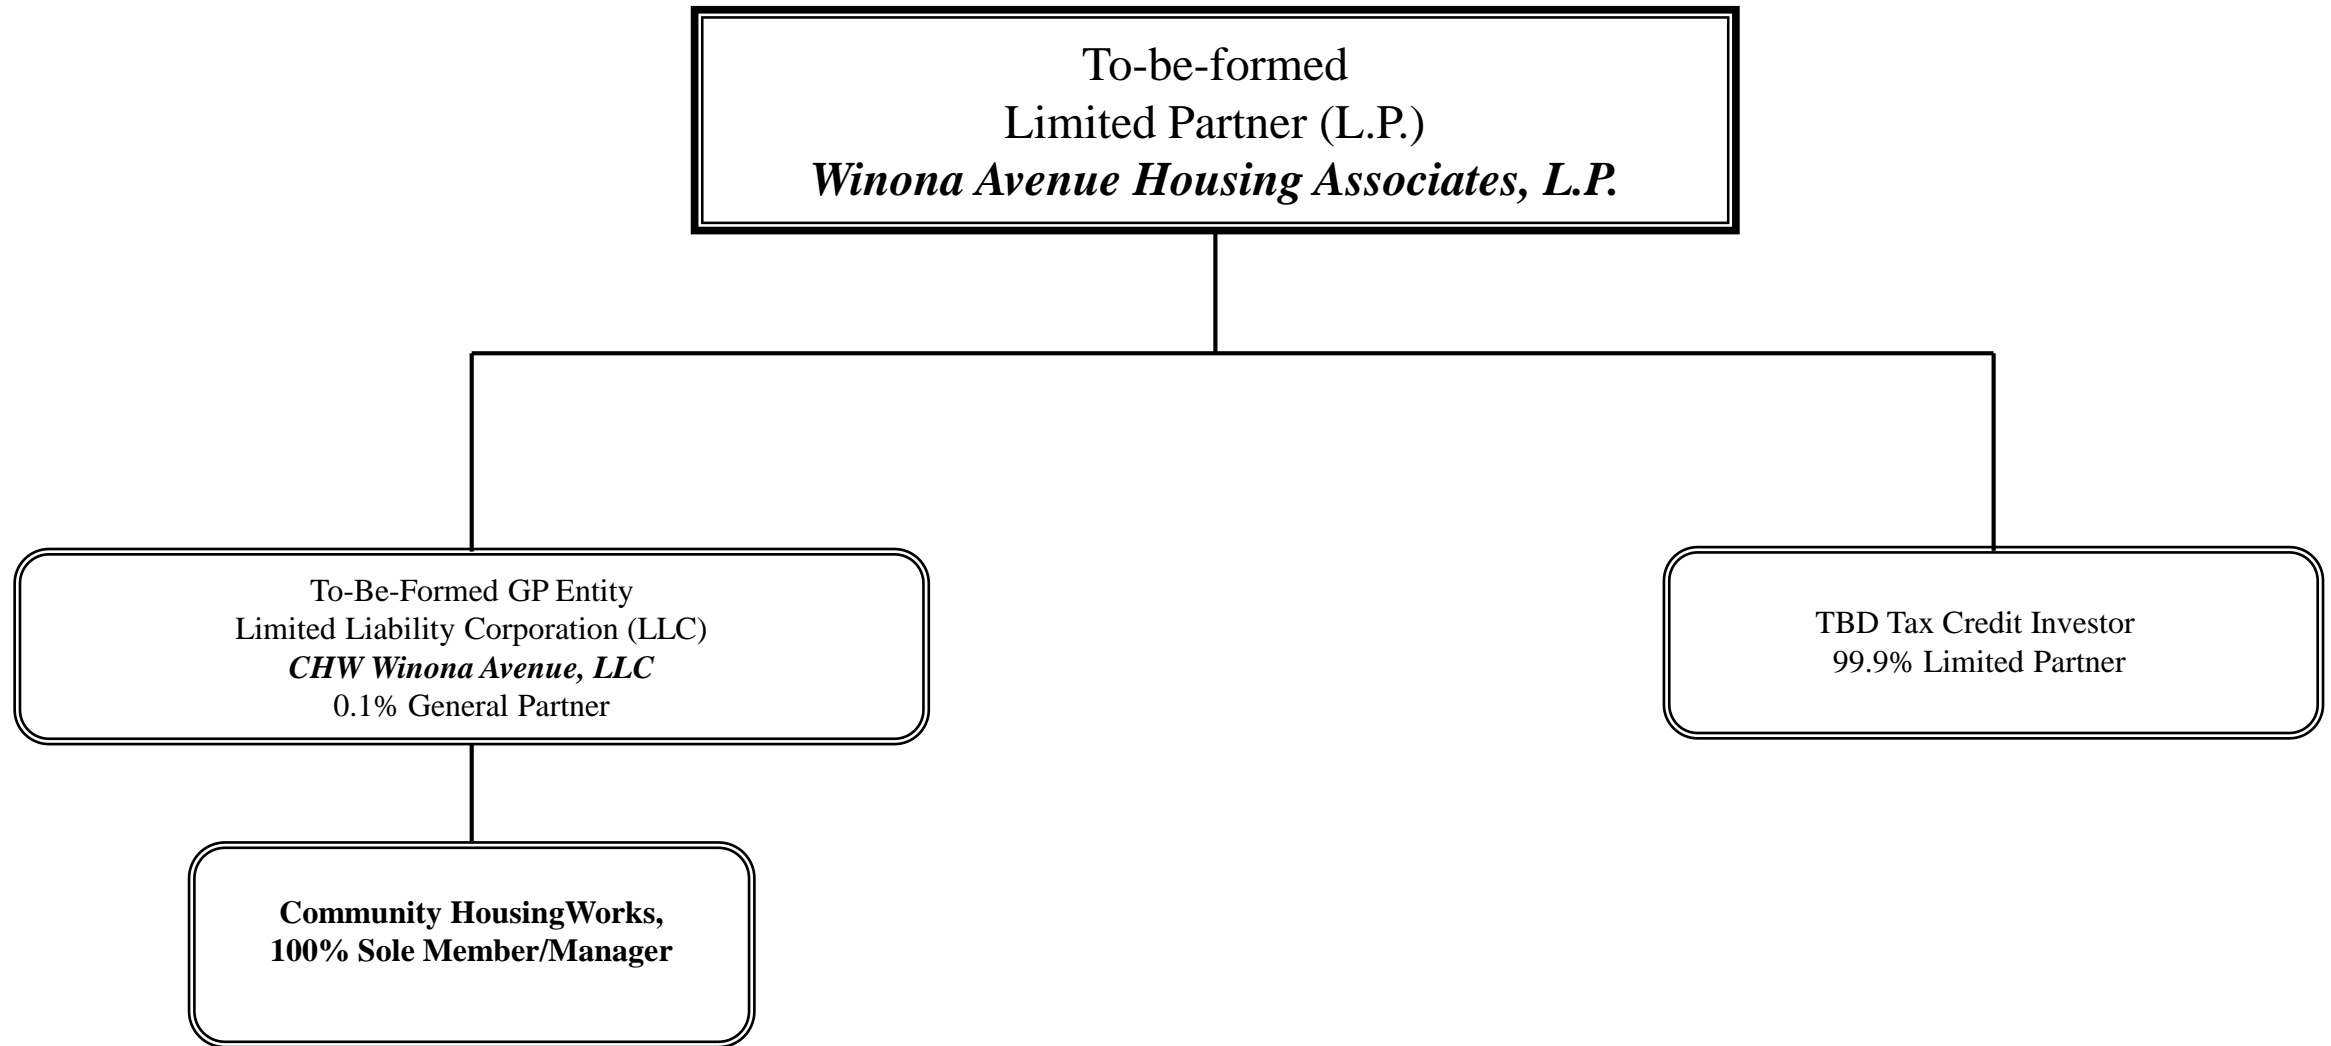 To-be-formed
Limited Partner (L.P.)
Winona Avenue Housing Associates, L.P.
To-Be-Formed GP Entity
Limited Liability Corporation (LLC)
CHW Winona Avenue, LLC
0.1% General Partner
TBD Tax Credit Investor
99.9% Limited Partner
Community HousingWorks,
100% Sole Member/Manager